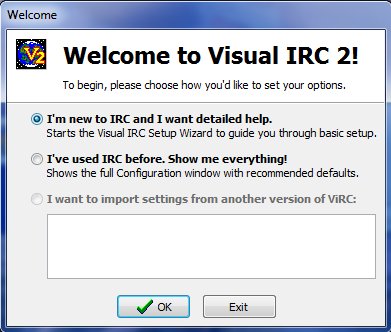 Welcome
V2
Welcome to Visual IRC 2!
To begin, please choose how you'd like to set your options.
I'm new to IRC and I want detailed help.
Starts the Visual IRC Setup Wizard to guide you through basic setup.
I've used IRC before. Show me everything!
Shows the full Configuration window with recommended defaults.
I want to import settings from another version of ViRC:
OK
Exit